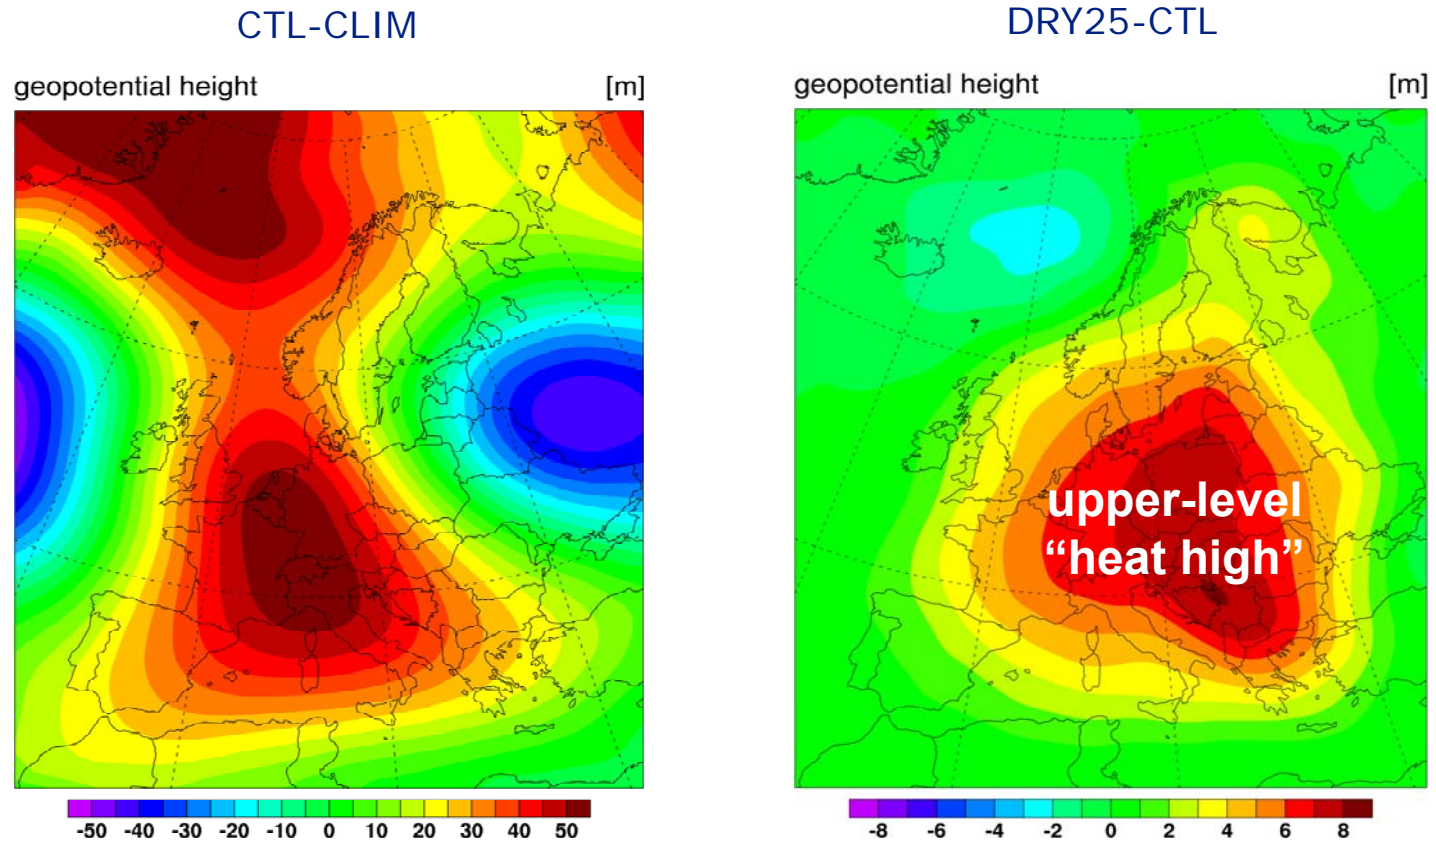 CTL-CLIM
DRY25-CTL
geopotential height [m]
geopotential height [m]
upper-level
“heat high”
-50 -40 -30 -20 -10 0 10 20 30 40 50
-8 -6 -4 -2 0 2 4 6 8